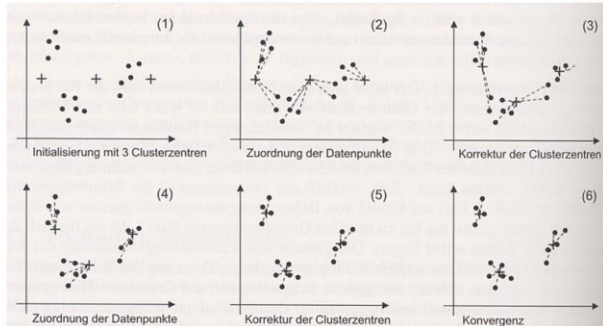 (1)
(2)
(3)
Initialisierung mit 3 Clusterzentren
Zuordnung der Datenpunkte
Korrektur der Clusterzentren
(4)
(5)
(6)
Zuordnung der Datenpunkte
Korrektur der Clusterzentren
Konvergenz